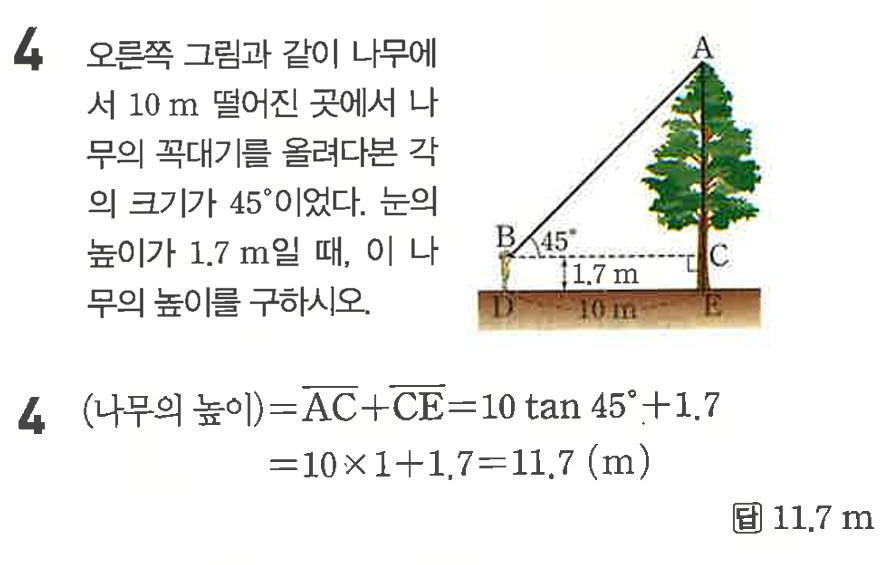 4 오른쪽 그림과 같이 나무에
서 10 m 떨어진 곳에서 나
무의 꼭대기를 올려다본 각
의 크기가 45°이었다. 눈의
높이가 1.7 m일 때, 이 나
무의 높이를 구하시오.
A
B 45° C
1.7 m
D 10 m E
4 (나무의 높이)=A̅C̅+C̅E̅=10 tan 45°+1.7
=10×1+1.7=11.7 (m)
답 11.7 m